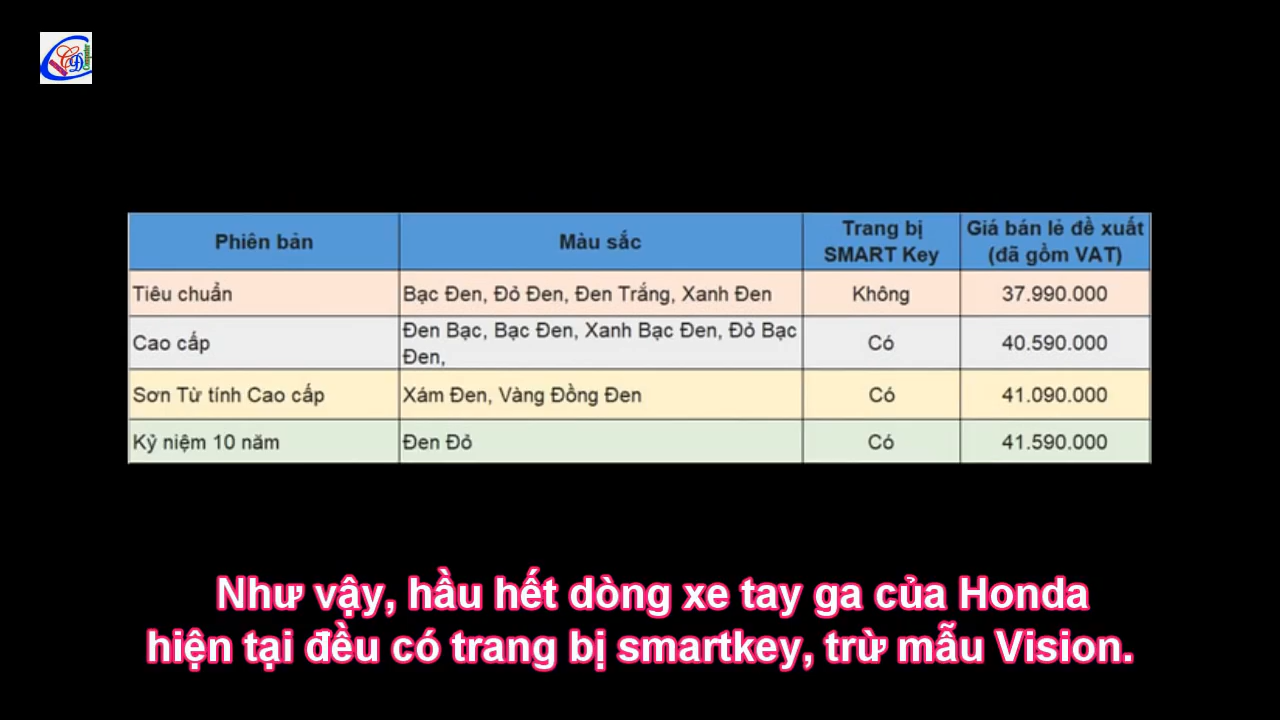 Phiên bản
Màu sắc
Trang bị
SMART Key
Giá bán lẻ đề xuất
(đã gồm VAT)
Tiêu chuẩn
Bạc Đen, Đỏ Đen, Đen Trắng, Xanh Đen
Không
37.990.000
Cao cấp
Đen Bạc, Bạc Đen, Xanh Bạc Đen, Đỏ Bạc
Đen,
Có
40.590.000
Sơn Từ tính Cao cấp
Xám Đen, Vàng Đồng Đen
Có
41.090.000
Kỷ niệm 10 năm
Đen Đỏ
Có
41.590.000
Như vậy, hầu hết dòng xe tay ga của Honda
hiện tại đều có trang bị smartkey, trừ mẫu Vision.